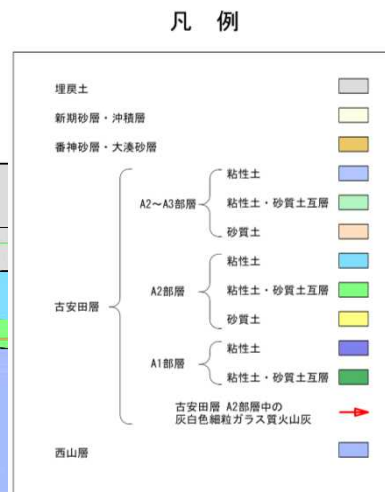 凡 例
埋戻土
新期砂層・沖積層
番神砂層・大湊砂層
古安田層
A2～A3部層
粘性土
粘性土・砂質土互層
砂質土
A2部層
粘性土
粘性土・砂質土互層
砂質土
A1部層
粘性土
粘性土・砂質土互層
古安田層 A2部層中の
灰白色細粒ガラス質火山灰
西山層